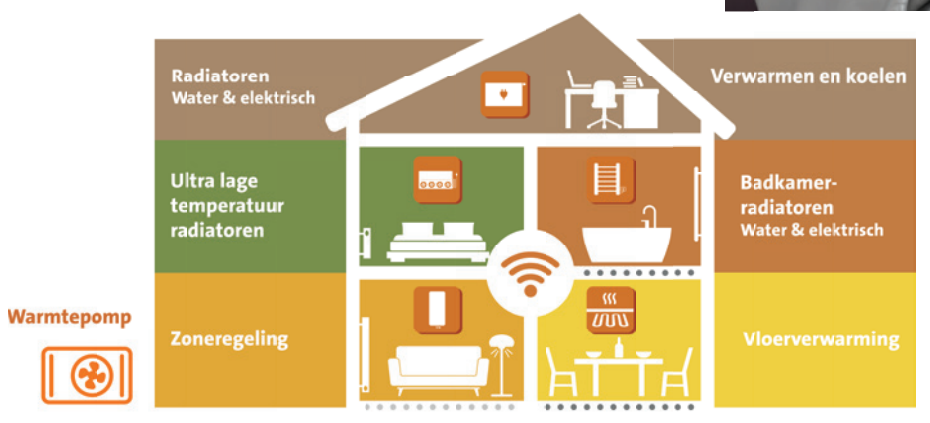 Radiatoren
Water & elektrisch
Verwarmen en koelen
Ultra lage
temperatuur
radiatoren
Badkamer-
radiatoren
Water & elektrisch
Warmtepomp
Zoneregeling
Vloerverwarming